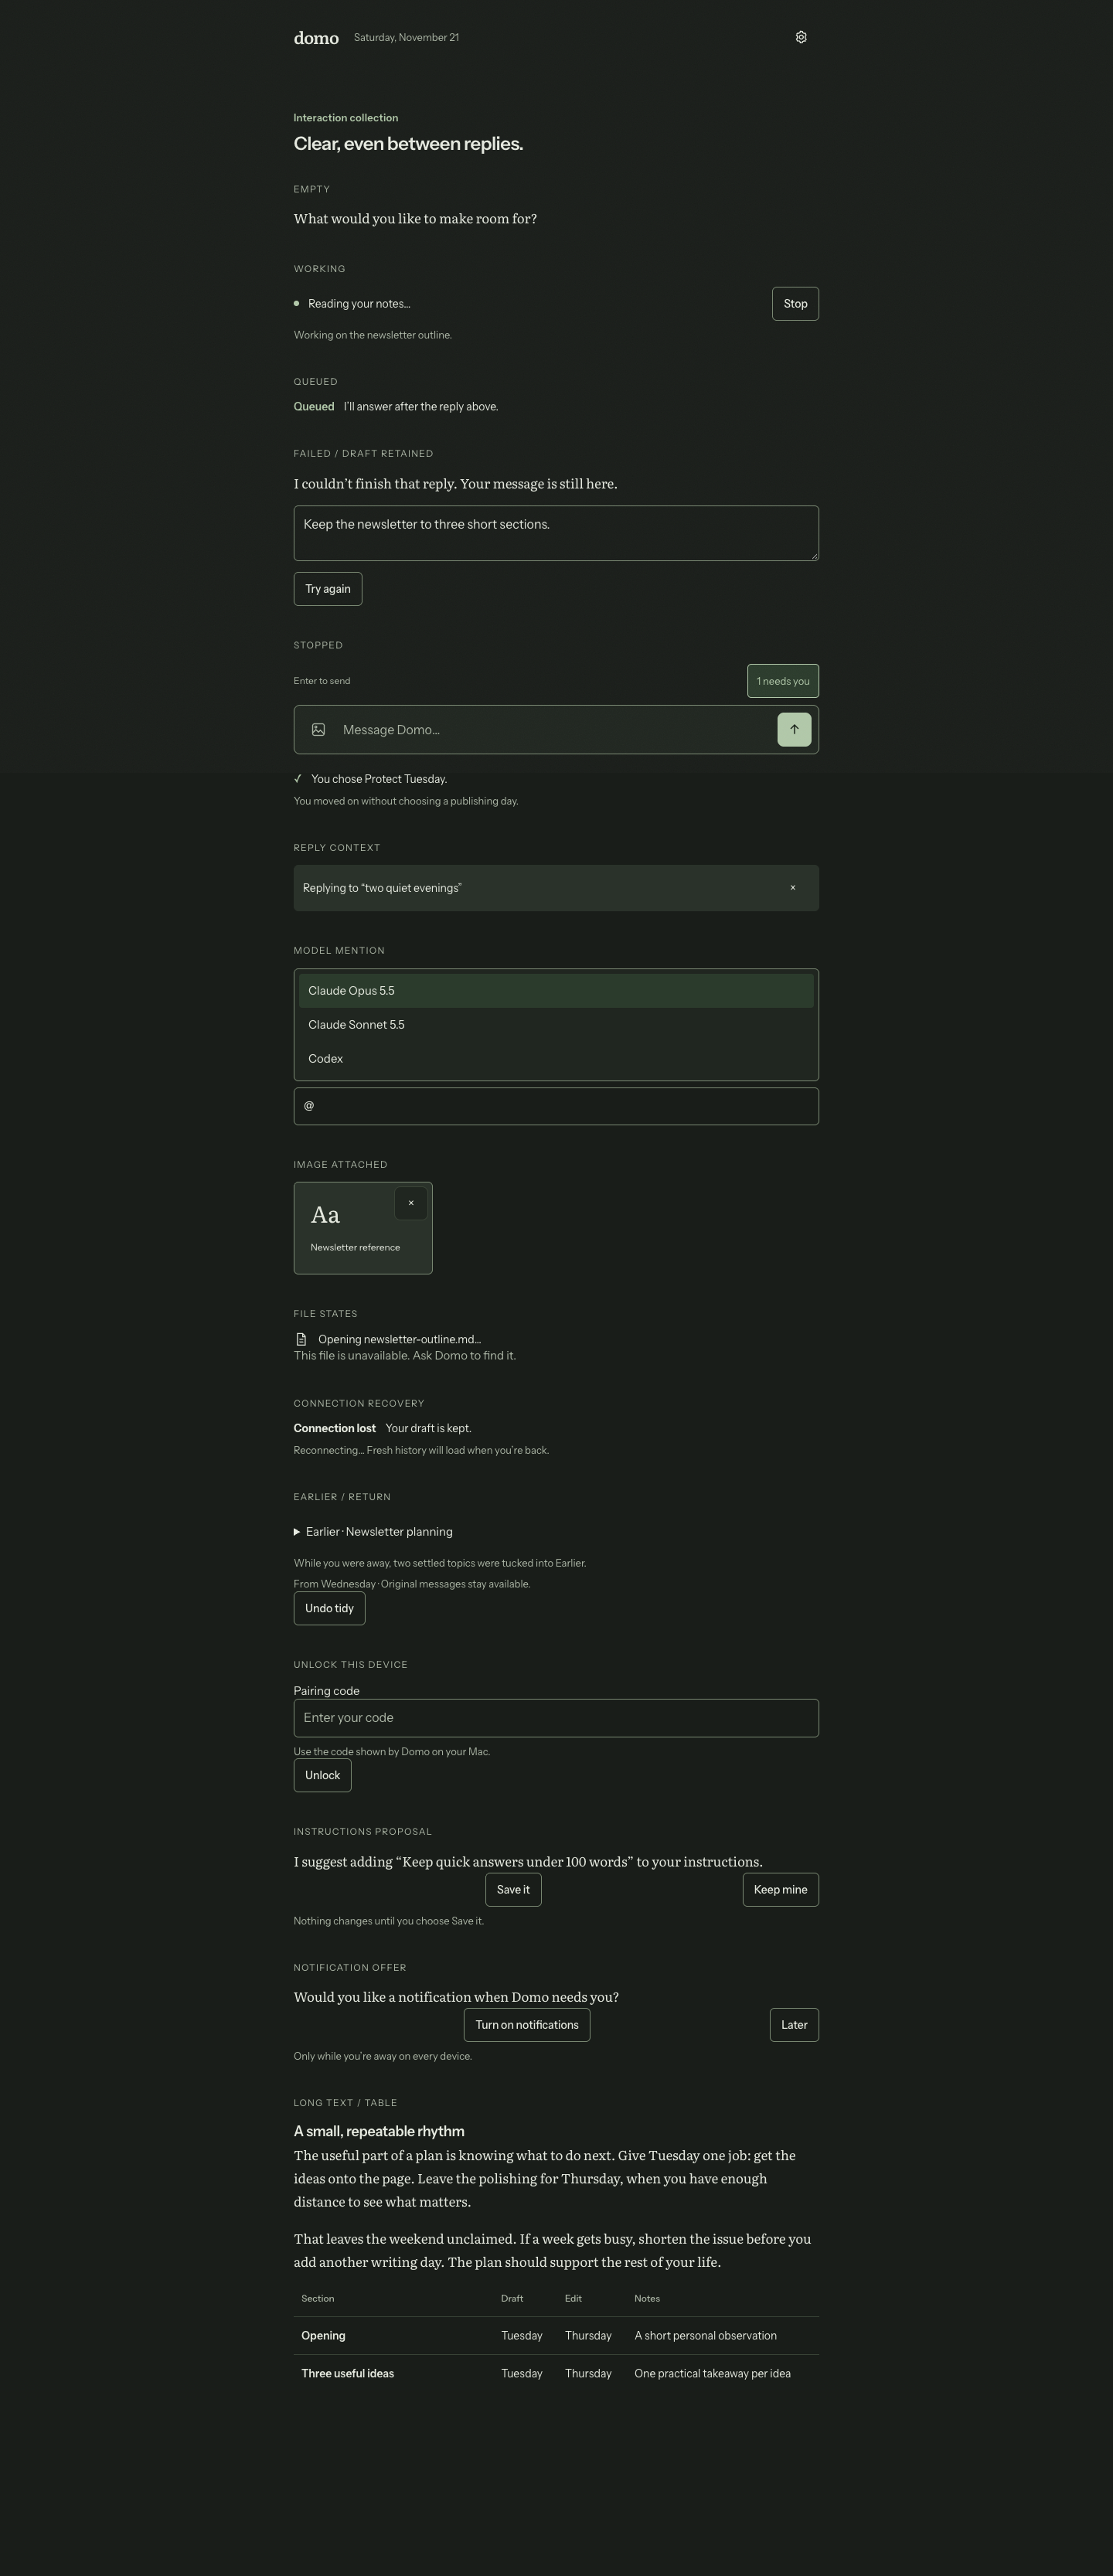 domo Saturday, November 21
Interaction collection
Clear, even between replies.
EMPTY
What would you like to make room for?
WORKING
Reading your notes...
Stop
Working on the newsletter outline.
QUEUED
Queued I'll answer after the reply above.
FAILED / DRAFT RETAINED
I couldn't finish that reply. Your message is still here.
Keep the newsletter to three short sections.
Try again
STOPPED
Enter to send
1 needs you
Message Domo...
✓ You chose Protect Tuesday.
You moved on without choosing a publishing day.
REPLY CONTEXT
Replying to “two quiet evenings” ×
MODEL MENTION
Claude Opus 5.5
Claude Sonnet 5.5
Codex
@
IMAGE ATTACHED
Aa ×
Newsletter reference
FILE STATES
Opening newsletter-outline.md...
This file is unavailable. Ask Domo to find it.
CONNECTION RECOVERY
Connection lost Your draft is kept.
Reconnecting... Fresh history will load when you're back.
EARLIER / RETURN
Earlier · Newsletter planning
While you were away, two settled topics were tucked into Earlier.
From Wednesday · Original messages stay available.
Undo tidy
UNLOCK THIS DEVICE
Pairing code
Enter your code
Use the code shown by Domo on your Mac.
Unlock
INSTRUCTIONS PROPOSAL
I suggest adding “Keep quick answers under 100 words” to your instructions.
Save it Keep mine
Nothing changes until you choose Save it.
NOTIFICATION OFFER
Would you like a notification when Domo needs you?
Turn on notifications Later
Only while you're away on every device.
LONG TEXT / TABLE
A small, repeatable rhythm
The useful part of a plan is knowing what to do next. Give Tuesday one job: get the
ideas onto the page. Leave the polishing for Thursday, when you have enough
distance to see what matters.
That leaves the weekend unclaimed. If a week gets busy, shorten the issue before you
add another writing day. The plan should support the rest of your life.
Section Draft Edit Notes
Opening Tuesday Thursday A short personal observation
Three useful ideas Tuesday Thursday One practical takeaway per idea